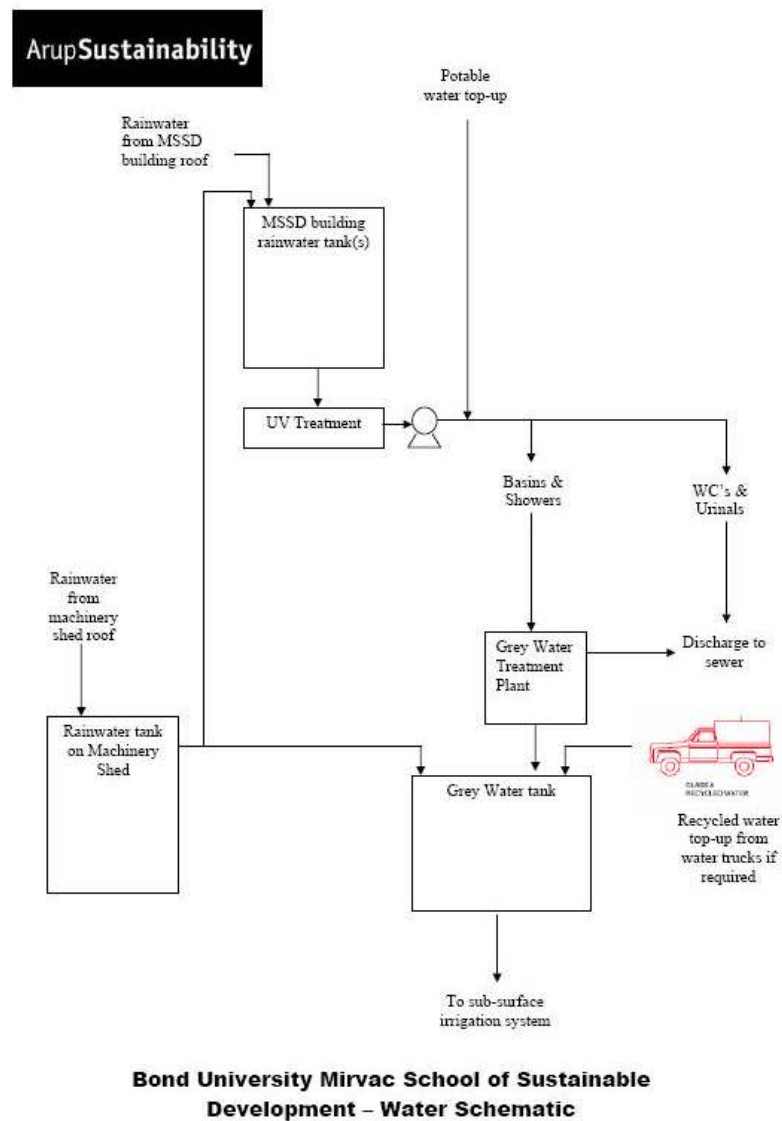 ArupSustainability
Potable
water top-up
Rainwater
from MSSD
building roof
MSSD building
rainwater tank(s)
UV Treatment
Basins &
Showers
WC's &
Urinals
Rainwater
from
machinery
shed roof
Grey Water
Treatment
Plant
Discharge to
sewer
Rainwater tank
on Machinery
Shed
Grey Water tank
CLASS A
RECYCLED WATER
Recycled water
top-up from
water trucks if
required
To sub-surface
irrigation system
Bond University Mirvac School of Sustainable
Development – Water Schematic